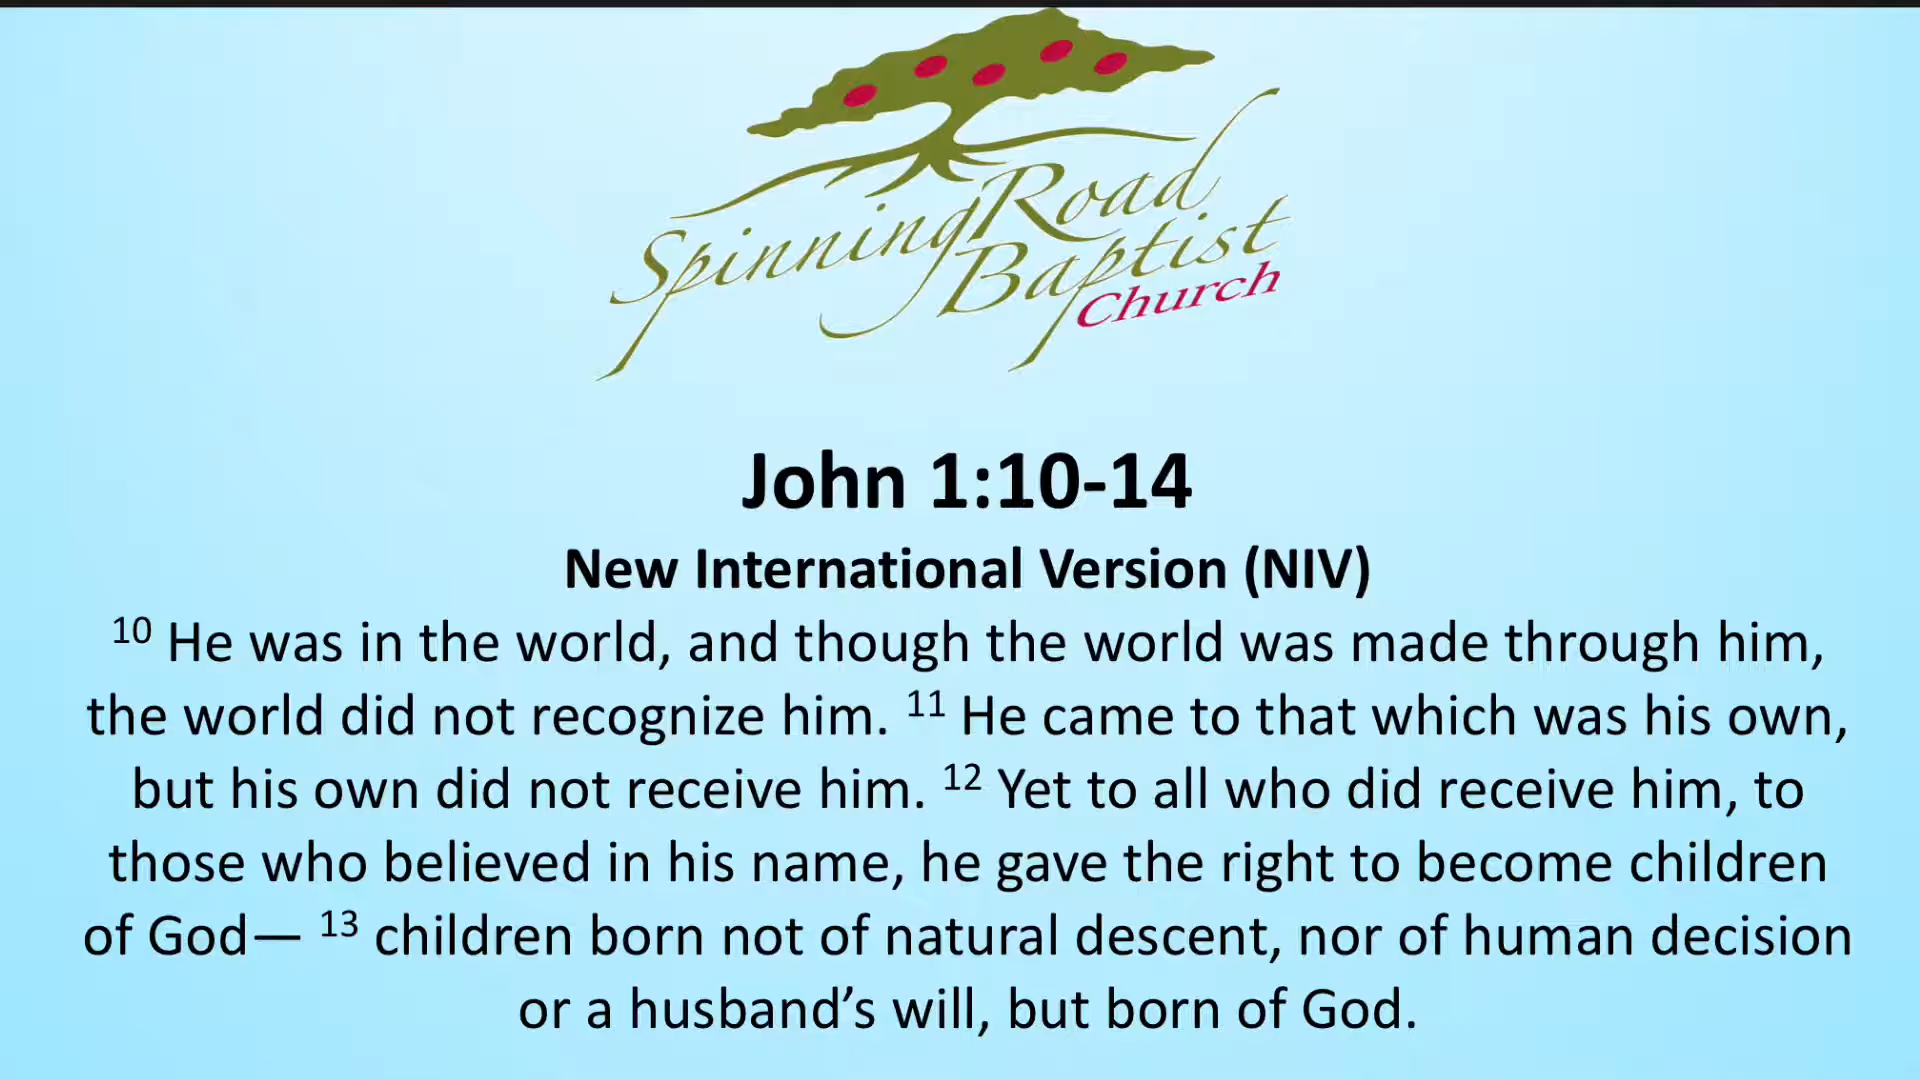 Spinning Road
Baptist
Church
John 1:10-14
New International Version (NIV)
10 He was in the world, and though the world was made through him,
the world did not recognize him. 11 He came to that which was his own,
but his own did not receive him. 12 Yet to all who did receive him, to
those who believed in his name, he gave the right to become children
of God— 13 children born not of natural descent, nor of human decision
or a husband’s will, but born of God.